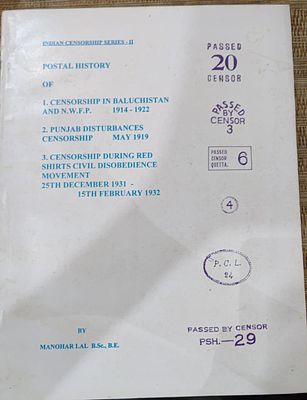 INDIAN CENSORSHIP SERIES - II
POSTAL HISTORY
OF
1. CENSORSHIP IN BALUCHISTAN
AND N.W.F.P. 1914 - 1922
2. PUNJAB DISTURBANCES
CENSORSHIP MAY 1919
3. CENSORSHIP DURING RED
SHIRTS CIVIL DISOBEDIENCE
MOVEMENT
25TH DECEMBER 1931 -
15TH FEBRUARY 1932
BY
MANOHAR LAL B.Sc., B.E.
PASSED
20
CENSOR
PASSED
BY
CENSOR
3
PASSED
CENSOR
QUETTA.
6
4
P.C.L.
24
PASSED BY CENSOR
PSH.—29